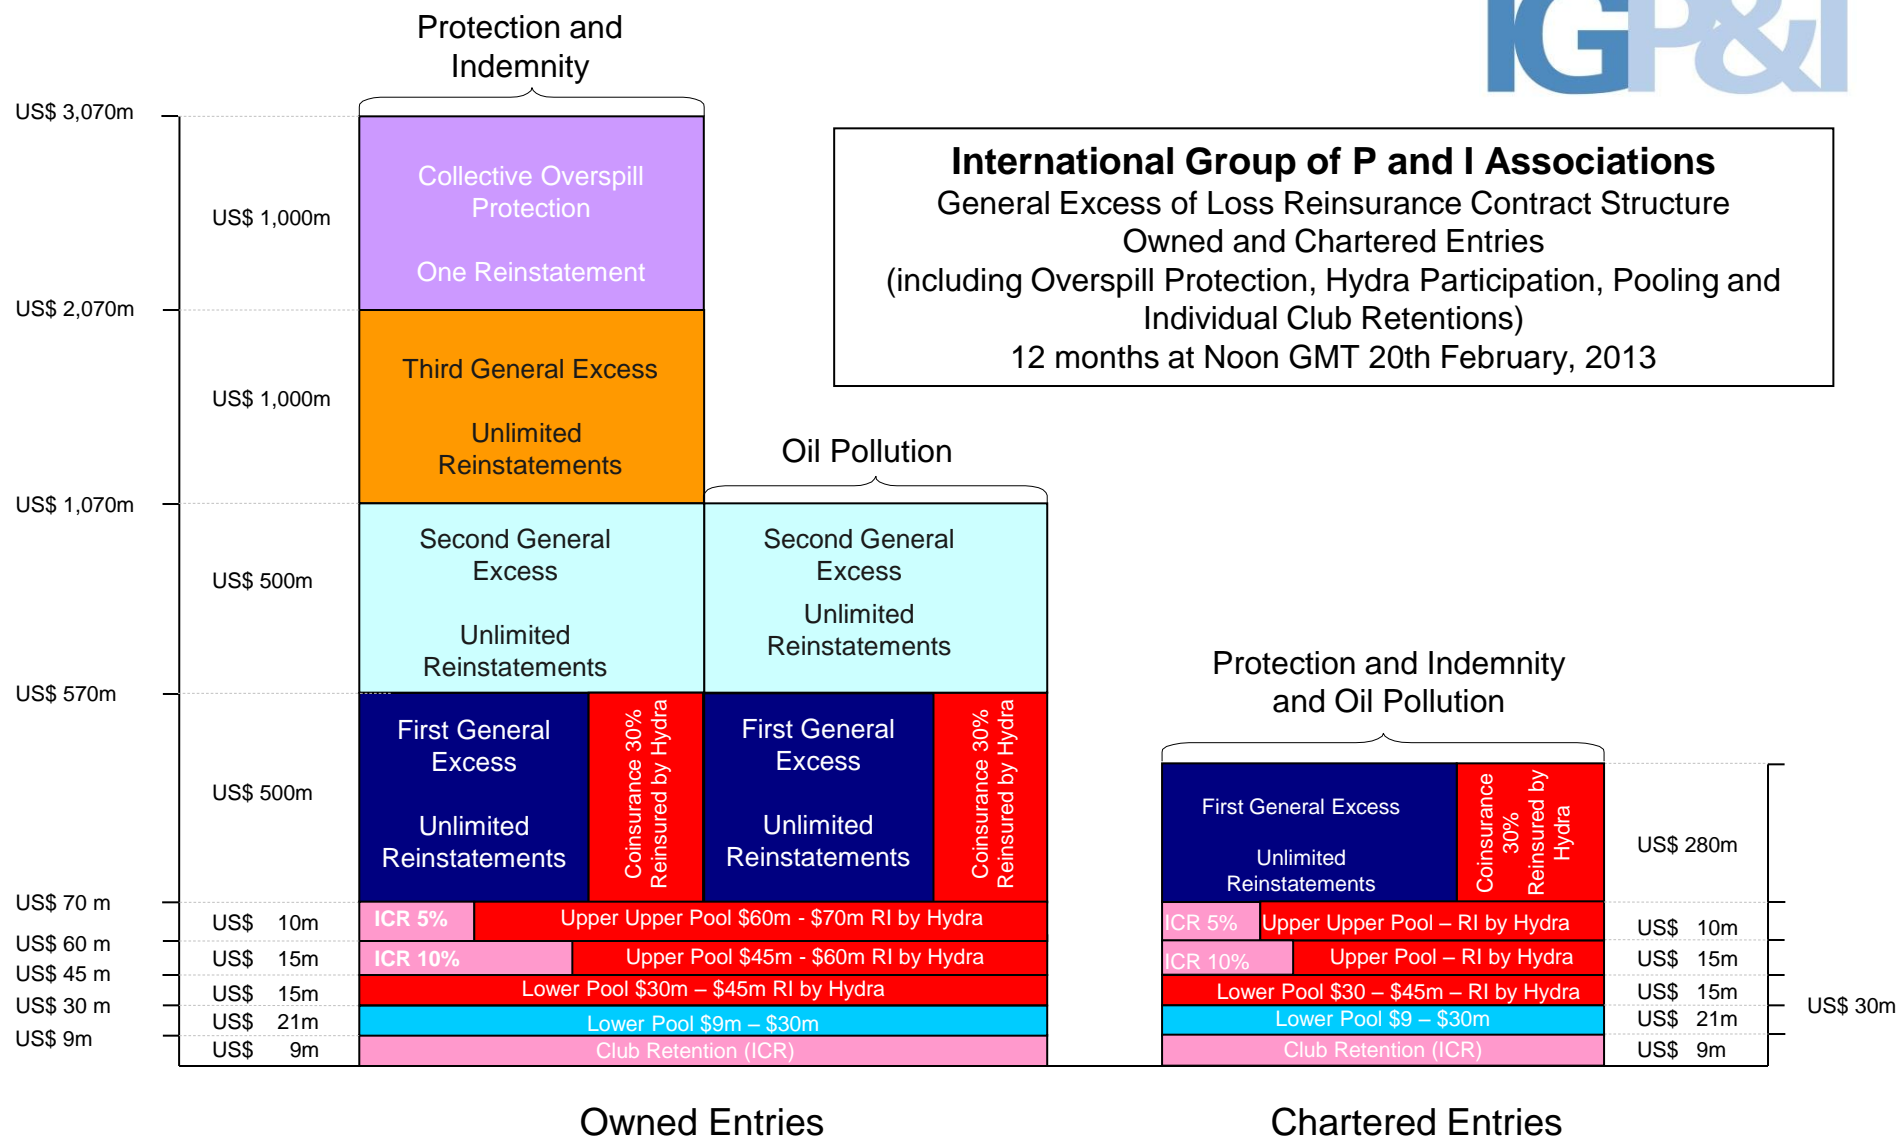 IGP&I
Protection and
Indemnity
International Group of P and I Associations
General Excess of Loss Reinsurance Contract Structure
Owned and Chartered Entries
(including Overspill Protection, Hydra Participation, Pooling and
Individual Club Retentions)
12 months at Noon GMT 20th February, 2013
US$ 3,070m
US$ 1,000m
Collective Overspill
Protection
One Reinstatement
US$ 2,070m
US$ 1,000m
Third General Excess
Unlimited
Reinstatements
US$ 1,070m
Oil Pollution
US$ 500m
Second General
Excess
Unlimited
Reinstatements
Second General
Excess
Unlimited
Reinstatements
US$ 570m
US$ 500m
First General
Excess
Unlimited
Reinstatements
Coinsurance 30%
Reinsured by Hydra
First General
Excess
Unlimited
Reinstatements
Coinsurance 30%
Reinsured by Hydra
US$ 70 m
US$ 10m
ICR 5%
Upper Upper Pool $60m - $70m RI by Hydra
US$ 60 m
US$ 15m
ICR 10%
Upper Pool $45m - $60m RI by Hydra
US$ 45 m
US$ 15m
Lower Pool $30m – $45m RI by Hydra
US$ 30 m
US$ 21m
Lower Pool $9m – $30m
US$ 9m
US$ 9m
Club Retention (ICR)
Owned Entries
Protection and Indemnity
and Oil Pollution
First General Excess
Unlimited
Reinstatements
Coinsurance
30%
Reinsured by
Hydra
US$ 280m
ICR 5%
Upper Upper Pool – RI by Hydra
US$ 10m
ICR 10%
Upper Pool – RI by Hydra
US$ 15m
Lower Pool $30 – $45m – RI by Hydra
US$ 15m
US$ 30m
Lower Pool $9 – $30m
US$ 21m
Club Retention (ICR)
US$ 9m
Chartered Entries